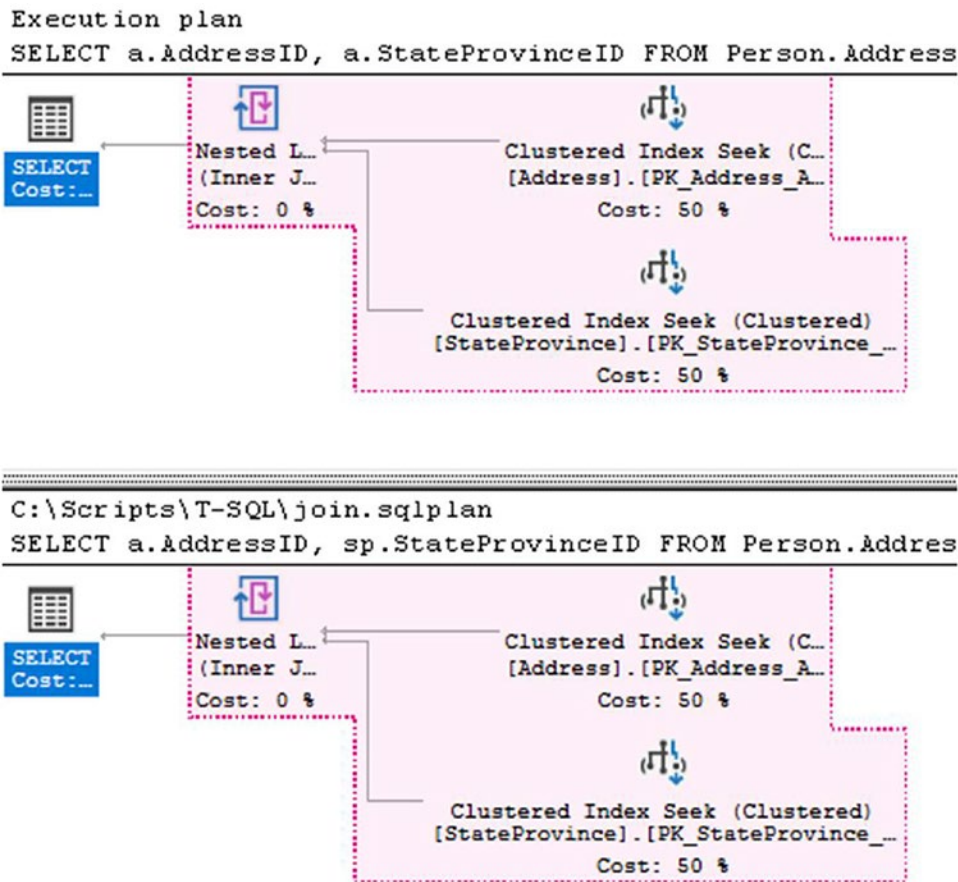 Execution plan
SELECT a.AddressID, a.StateProvinceID FROM Person.Address
SELECT
Cost:...
Nested L...
(Inner J...
Cost: 0 %
Clustered Index Seek (C...
[Address].[PK_Address_A...
Cost: 50 %
Clustered Index Seek (Clustered)
[StateProvince].[PK_StateProvince_...
Cost: 50 %
C:\Scripts\T-SQL\join.sqlplan
SELECT a.AddressID, sp.StateProvinceID FROM Person.Addres
SELECT
Cost:...
Nested L...
(Inner J...
Cost: 0 %
Clustered Index Seek (C...
[Address].[PK_Address_A...
Cost: 50 %
Clustered Index Seek (Clustered)
[StateProvince].[PK_StateProvince_...
Cost: 50 %